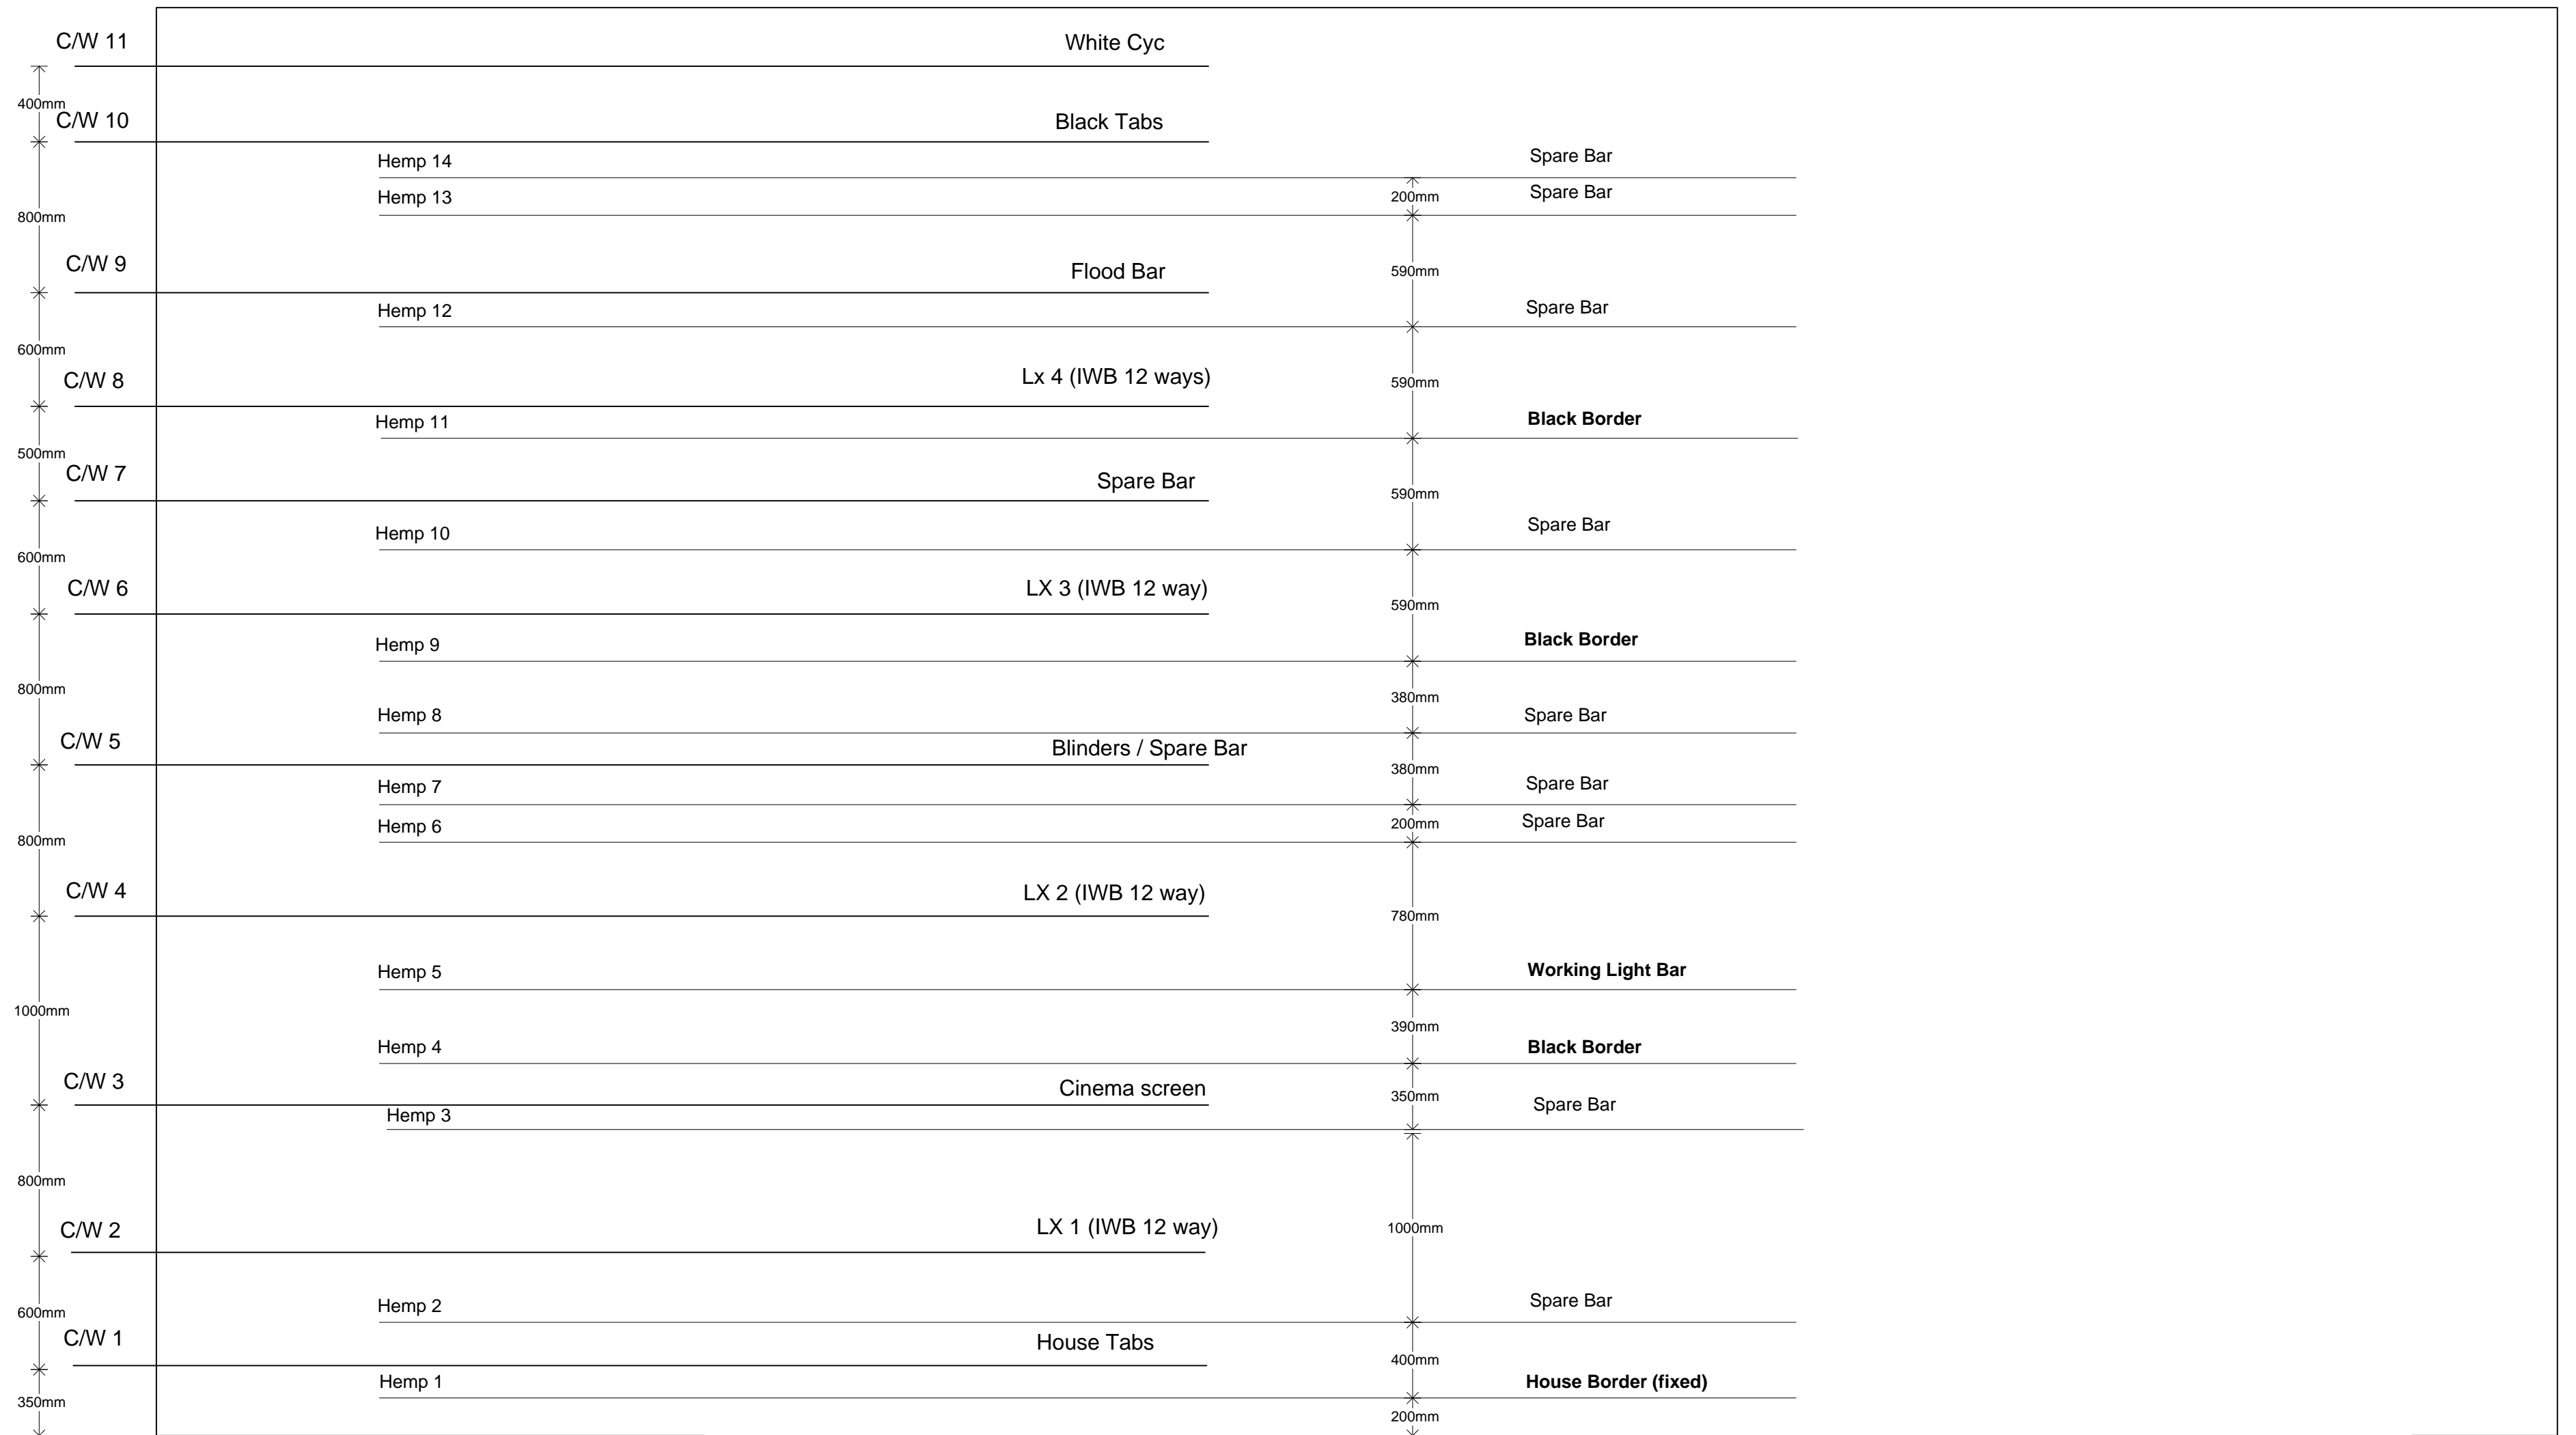 C/W 11
White Cyc
400mm
C/W 10
Black Tabs
Hemp 14
Spare Bar
Hemp 13
200mm
Spare Bar
800mm
C/W 9
Flood Bar
590mm
Hemp 12
Spare Bar
600mm
C/W 8
Lx 4 (IWB 12 ways)
590mm
Hemp 11
Black Border
500mm
C/W 7
Spare Bar
590mm
Hemp 10
Spare Bar
600mm
C/W 6
LX 3 (IWB 12 way)
590mm
Hemp 9
Black Border
800mm
380mm
Hemp 8
Spare Bar
C/W 5
Blinders / Spare Bar
380mm
Hemp 7
Spare Bar
200mm
Hemp 6
Spare Bar
800mm
C/W 4
LX 2 (IWB 12 way)
780mm
Hemp 5
Working Light Bar
1000mm
390mm
Hemp 4
Black Border
C/W 3
Cinema screen
350mm
Hemp 3
Spare Bar
800mm
C/W 2
LX 1 (IWB 12 way)
1000mm
Hemp 2
Spare Bar
600mm
C/W 1
House Tabs
400mm
Hemp 1
House Border (fixed)
350mm
200mm